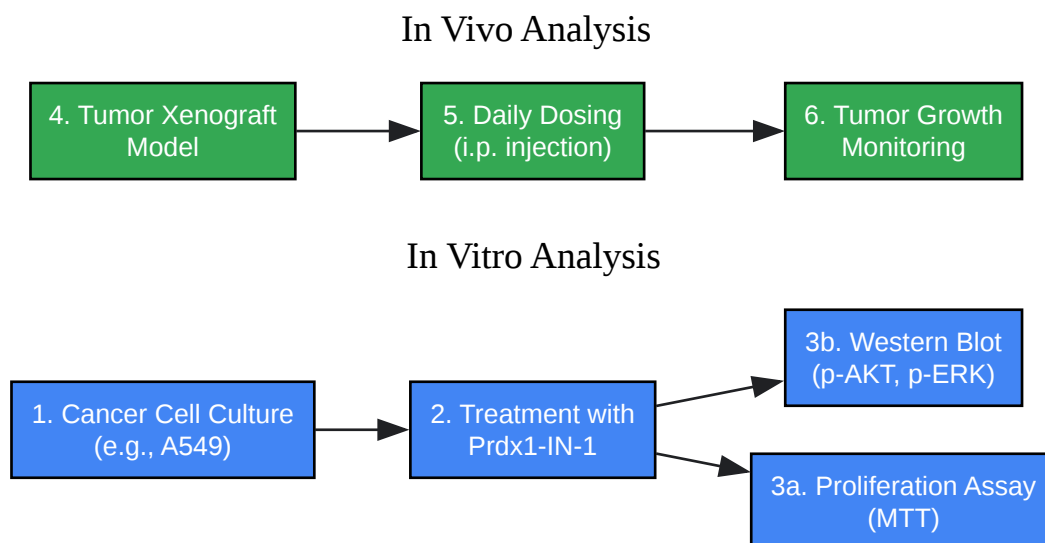 In Vivo Analysis
4. Tumor Xenograft
Model
5. Daily Dosing
(i.p. injection)
6. Tumor Growth
Monitoring
In Vitro Analysis
1. Cancer Cell Culture
(e.g., A549)
2. Treatment with
Prdx1-IN-1
3b. Western Blot
(p-AKT, p-ERK)
3a. Proliferation Assay
(MTT)